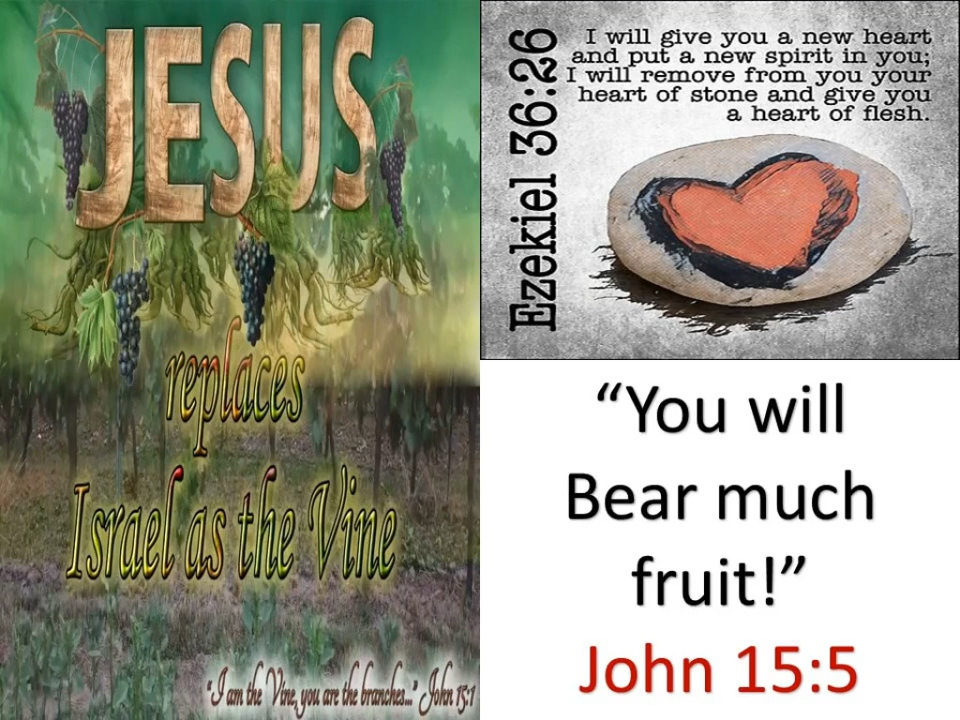 JESUS
replaces
Israel as the Vine
“I am the Vine, you are the branches...” John 15:1
Ezekiel 36:26
I will give you a new heart
and put a new spirit in you;
I will remove from you your
heart of stone and give you
a heart of flesh.
“You will
Bear much
fruit!”
John 15:5